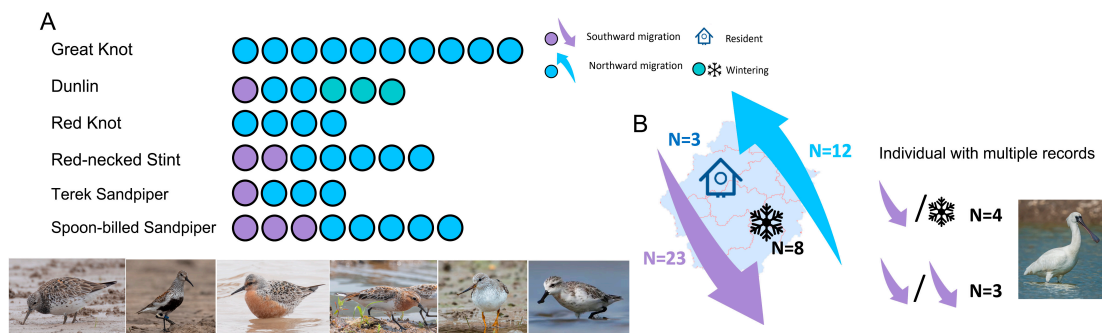 A
Great Knot
Dunlin
Red Knot
Red-necked Stint
Terek Sandpiper
Spoon-billed Sandpiper
Southward migration
Resident
Northward migration
Wintering
B
N=3
N=12
N=8
N=23
Individual with multiple records
/
N=4
/
N=3